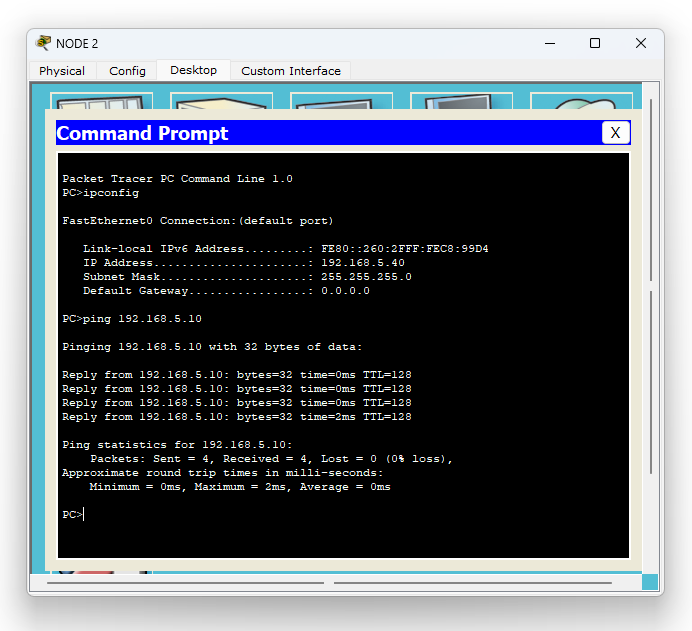 NODE 2
Physical Config Desktop Custom Interface
Command Prompt X
Packet Tracer PC Command Line 1.0
PC>ipconfig
FastEthernet0 Connection:(default port)
Link-local IPv6 Address.........: FE80::260:2FFF:FEC8:99D4
IP Address......................: 192.168.5.40
Subnet Mask.....................: 255.255.255.0
Default Gateway.................: 0.0.0.0
PC>ping 192.168.5.10
Pinging 192.168.5.10 with 32 bytes of data:
Reply from 192.168.5.10: bytes=32 time=0ms TTL=128
Reply from 192.168.5.10: bytes=32 time=0ms TTL=128
Reply from 192.168.5.10: bytes=32 time=0ms TTL=128
Reply from 192.168.5.10: bytes=32 time=2ms TTL=128
Ping statistics for 192.168.5.10:
Packets: Sent = 4, Received = 4, Lost = 0 (0% loss),
Approximate round trip times in milli-seconds:
Minimum = 0ms, Maximum = 2ms, Average = 0ms
PC>